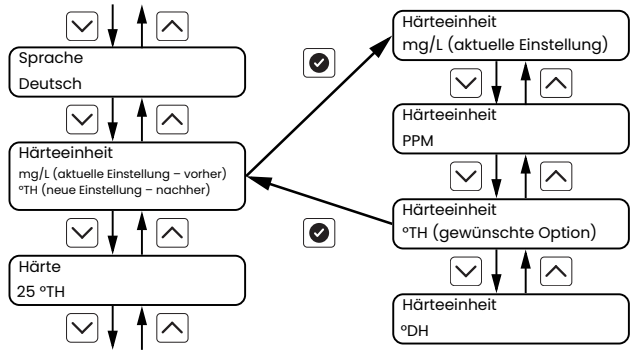 Sprache
Deutsch
Härteeinheit
mg/L (aktuelle Einstellung – vorher)
°TH (neue Einstellung – nachher)
Härte
25 °TH
Härteeinheit
mg/L (aktuelle Einstellung)
Härteeinheit
PPM
Härteeinheit
°TH (gewünschte Option)
Härteeinheit
°DH